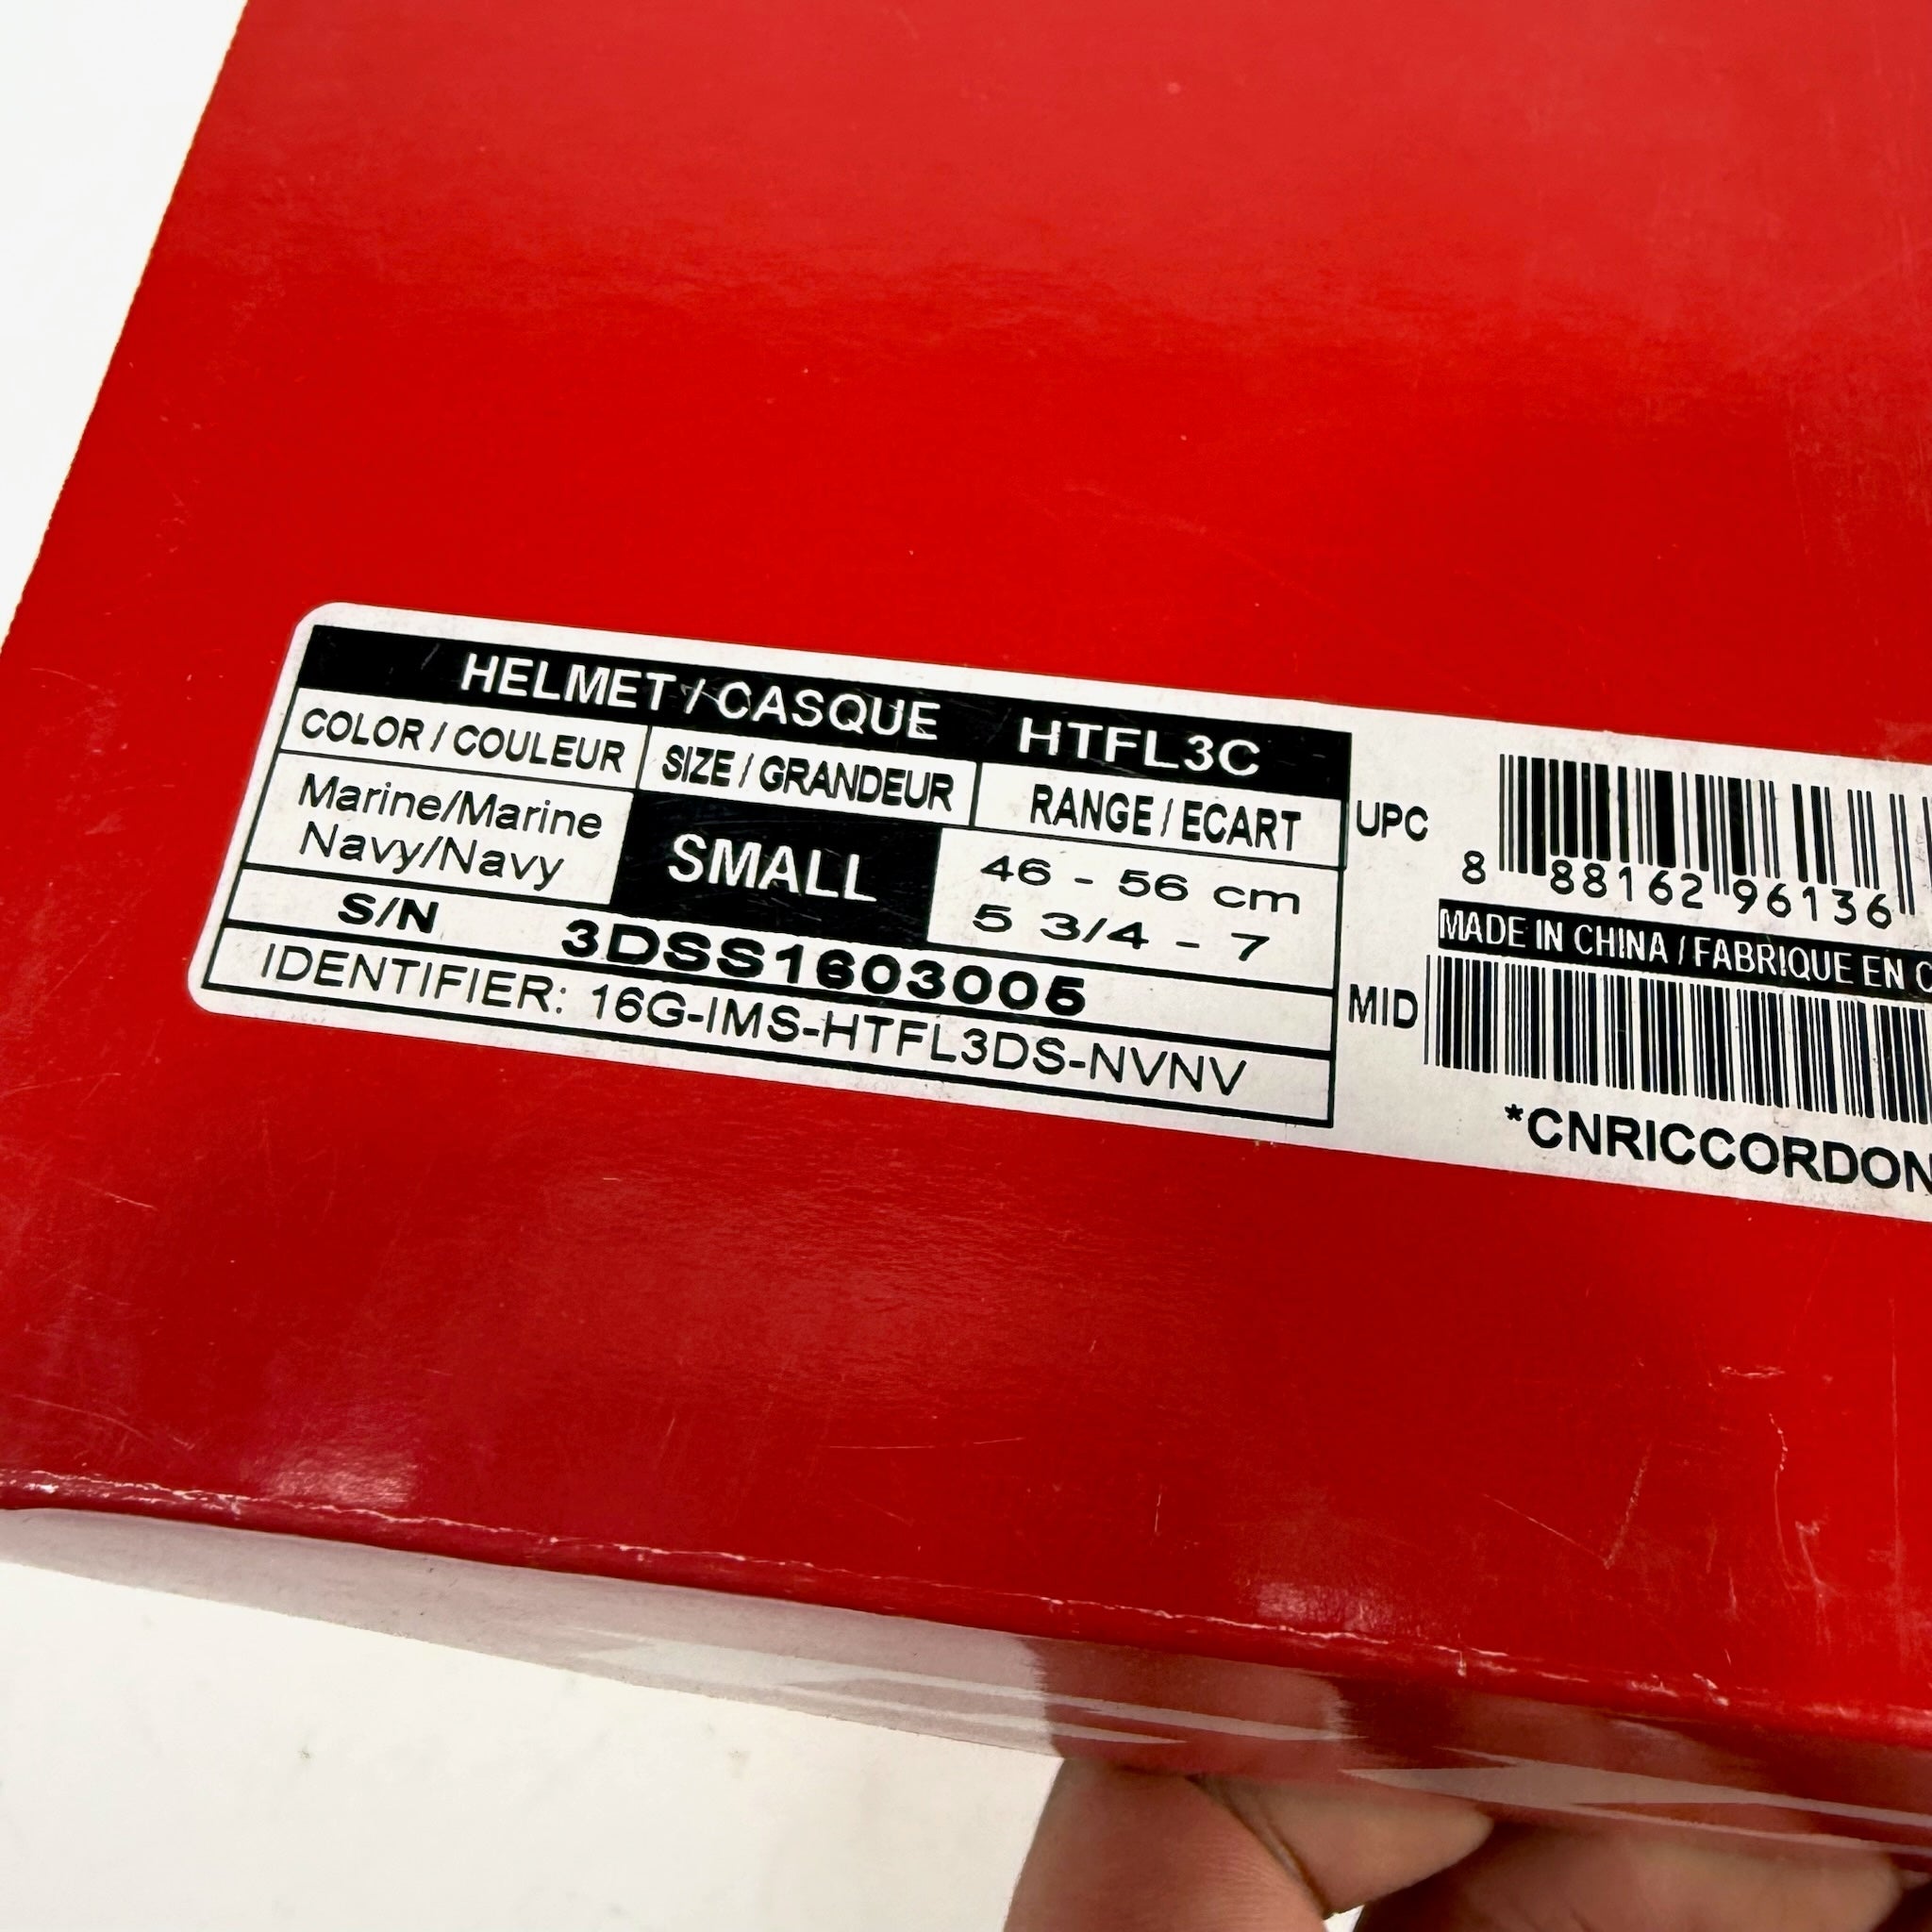 HELMET / CASQUE HTFL3C
COLOR / COULEUR SIZE / GRANDEUR RANGE / ECART
Marine/Marine
Navy/Navy
SMALL
46 - 56 cm
5 3/4 - 7
S/N 3DSS1603005
IDENTIFIER: 16G-IMS-HTFL3DS-NVNV
UPC
8 88162 96136
MADE IN CHINA / FABRIQUE EN C
MID
*CNRICCORDON